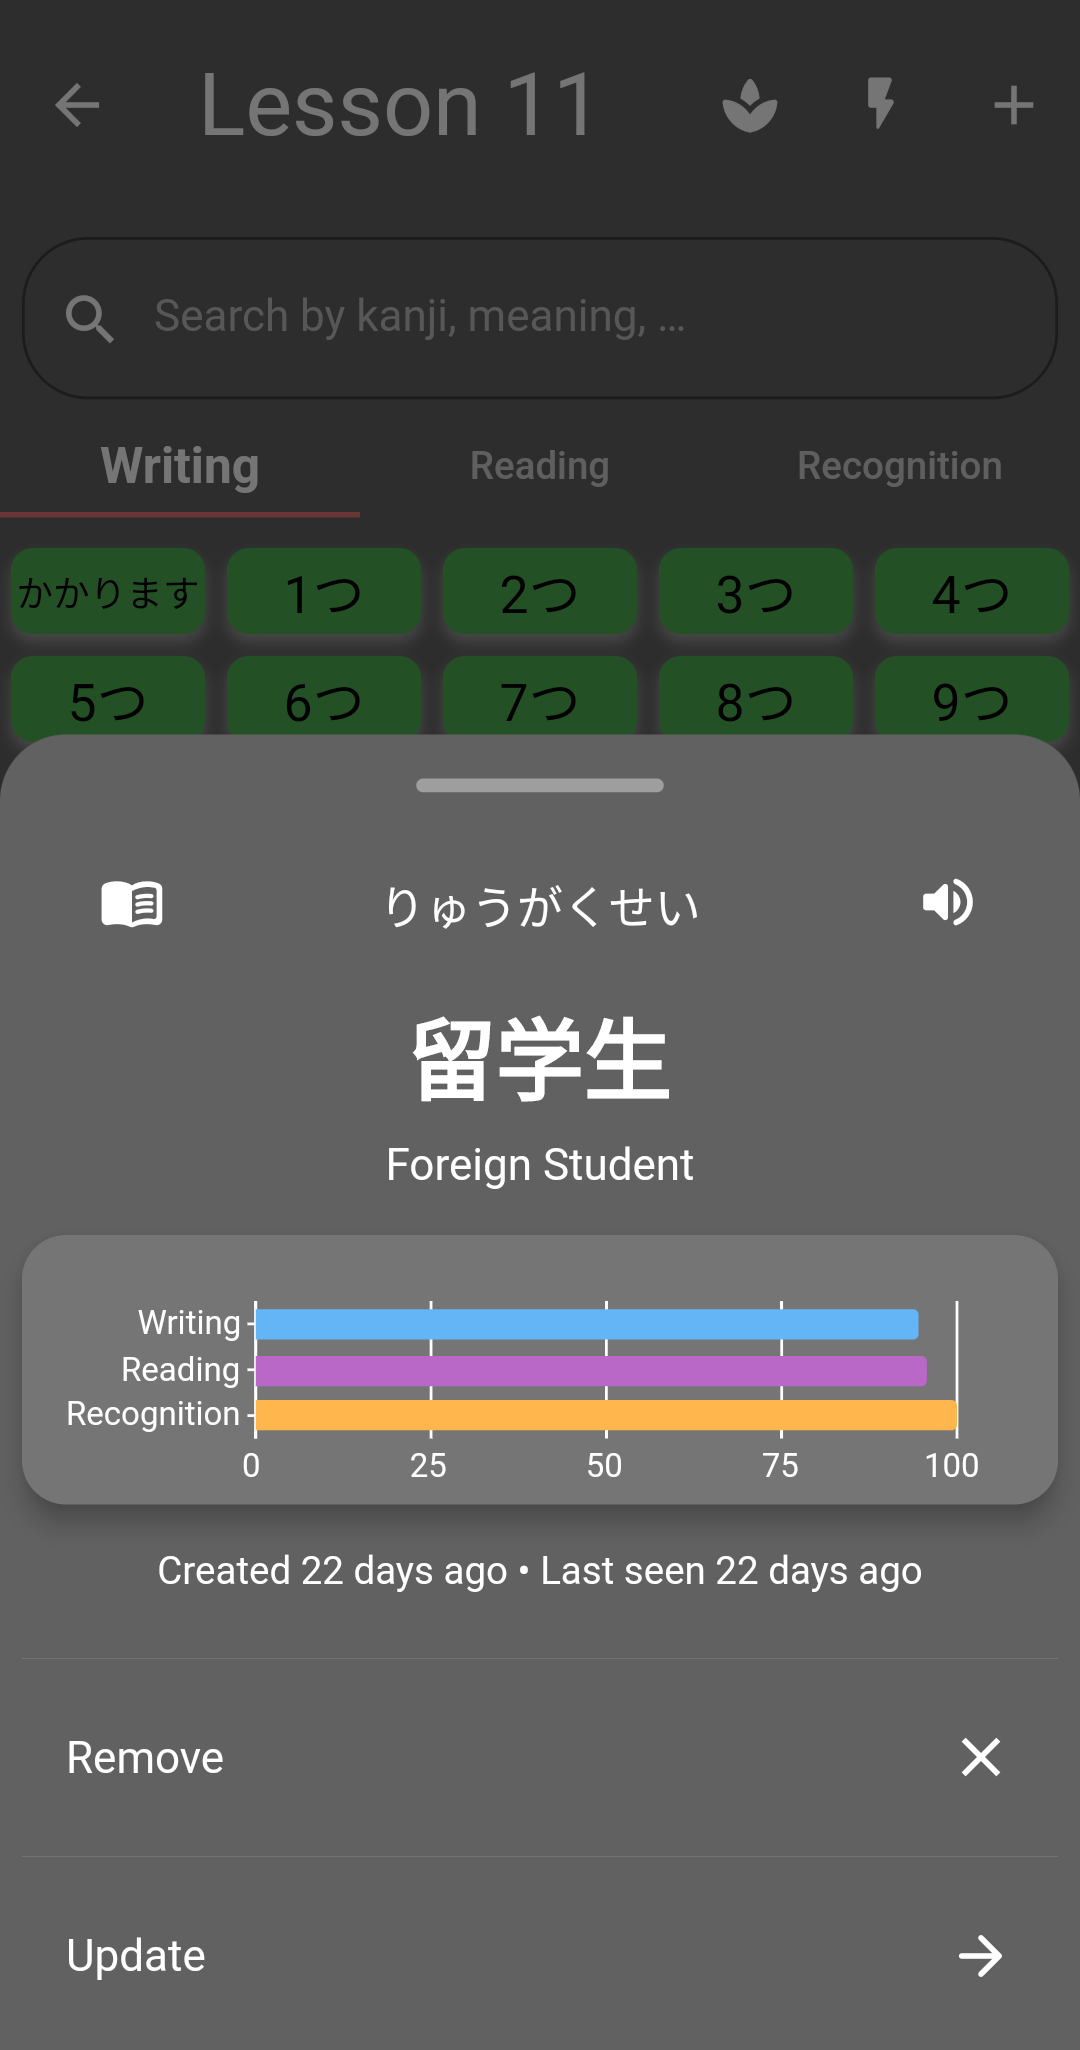 Lesson 11
Search by kanji, meaning, ...
Writing Reading Recognition
かかります 1つ 2つ 3つ 4つ
5つ 6つ 7つ 8つ 9つ
りゅうがくせい
留学生
Foreign Student
Writing
Reading
Recognition
0 25 50 75 100
Created 22 days ago • Last seen 22 days ago
Remove
Update